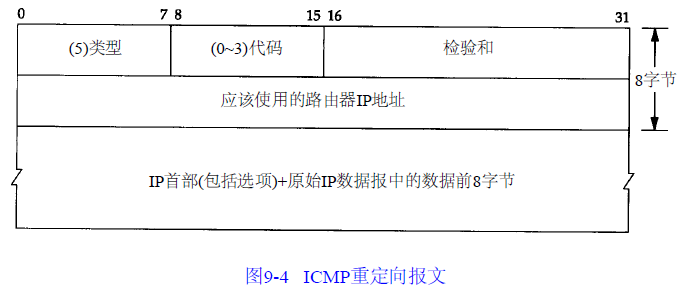 0 7 8 15 16 31
(5)类型 (0~3)代码 检验和
8字节
应该使用的路由器IP地址
IP首部(包括选项)+原始IP数据报中的数据前8字节
图9-4 ICMP重定向报文